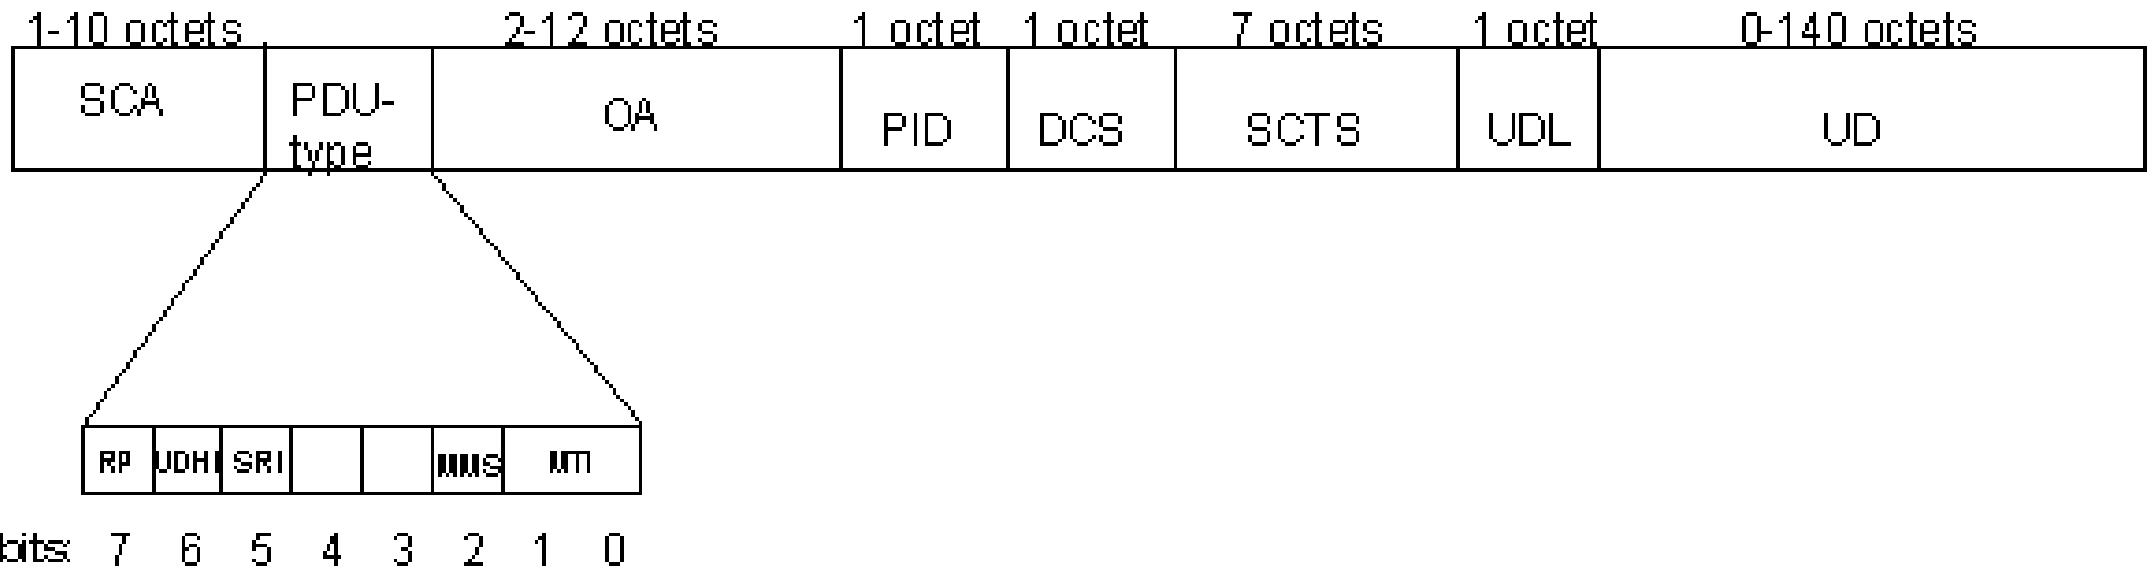 1-10 octets 2-12 octets 1 octet 1 octet 7 octets 1 octet 0-140 octets
SCA PDU-type OA PID DCS SCTS UDL UD
RP UDHI SRI MMS MTI
bits: 7 6 5 4 3 2 1 0